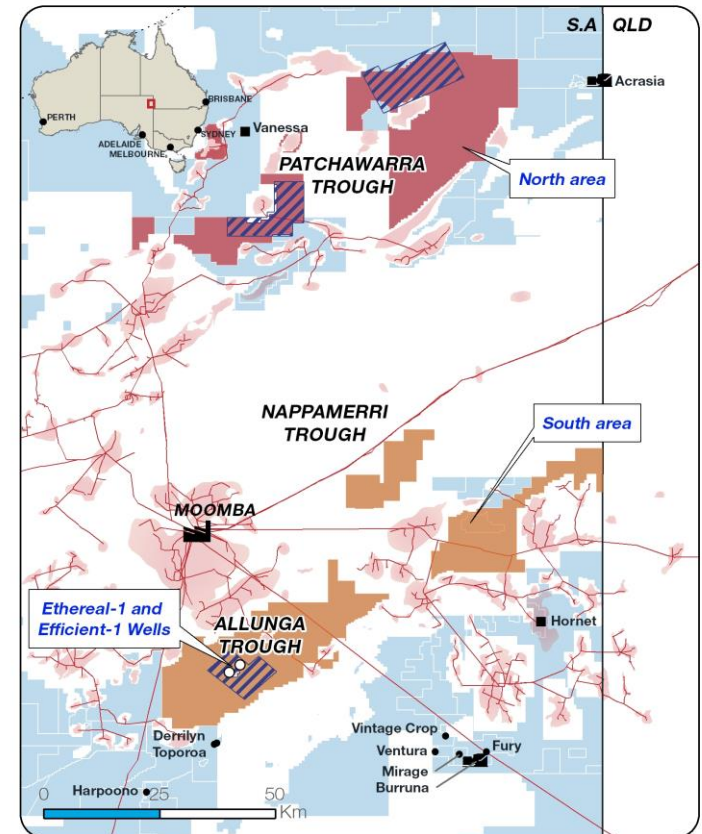 S.A QLD
Acrasia
BRISBANE
PERTH
SYDNEY
ADELAIDE
MELBOURNE
Vanessa
PATCHAWARRA
TROUGH
North area
NAPPAMERRI
TROUGH
South area
MOOMBA
Ethereal-1 and
Efficient-1 Wells
ALLUNGA
TROUGH
Hornet
Derrilyn
Toporoa
Vintage Crop
Ventura
Fury
Mirage
Burruna
Harpoono
0 25 50
Km